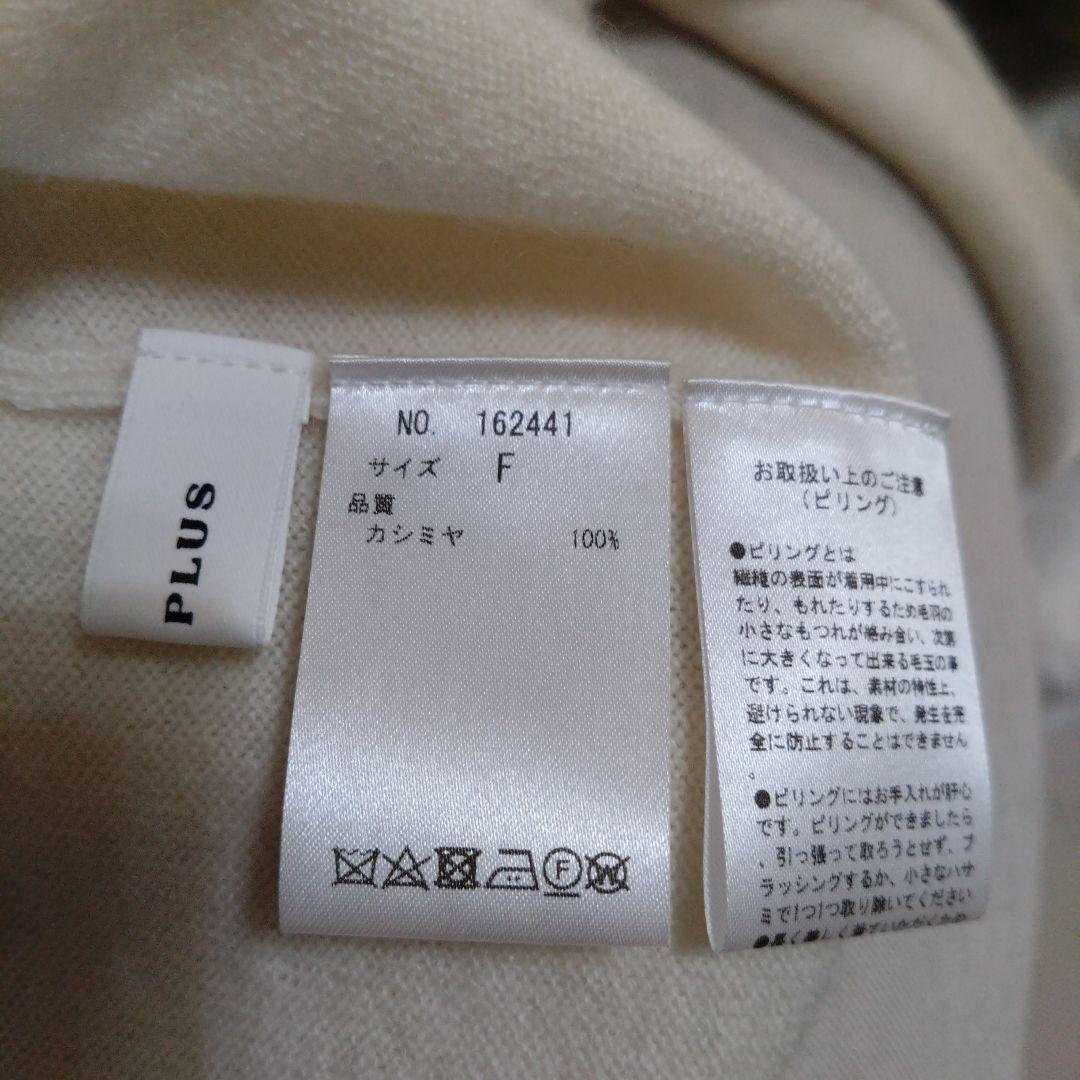 PLUS
NO. 162441
サイズ F
品質
カシミヤ 100%
F
W
お取扱い上のご注意
(ピリング)
●ピリングとは
繊維の表面が着用中にこすられ
たり、もれたりするため毛羽の
小さなもつれが絡み合い、次第
に大きくなって出来る毛玉の事
です。これは、素材の特性上、
避けられない現象で、発生を完
全に防止することはできません
。
●ピリングにはお手入れが肝心
です。ピリングができましたら
、引っ張って取ろうとせず、ブ
ラッシングするか、小さなハサ
ミで1つ1つ取り除いてください